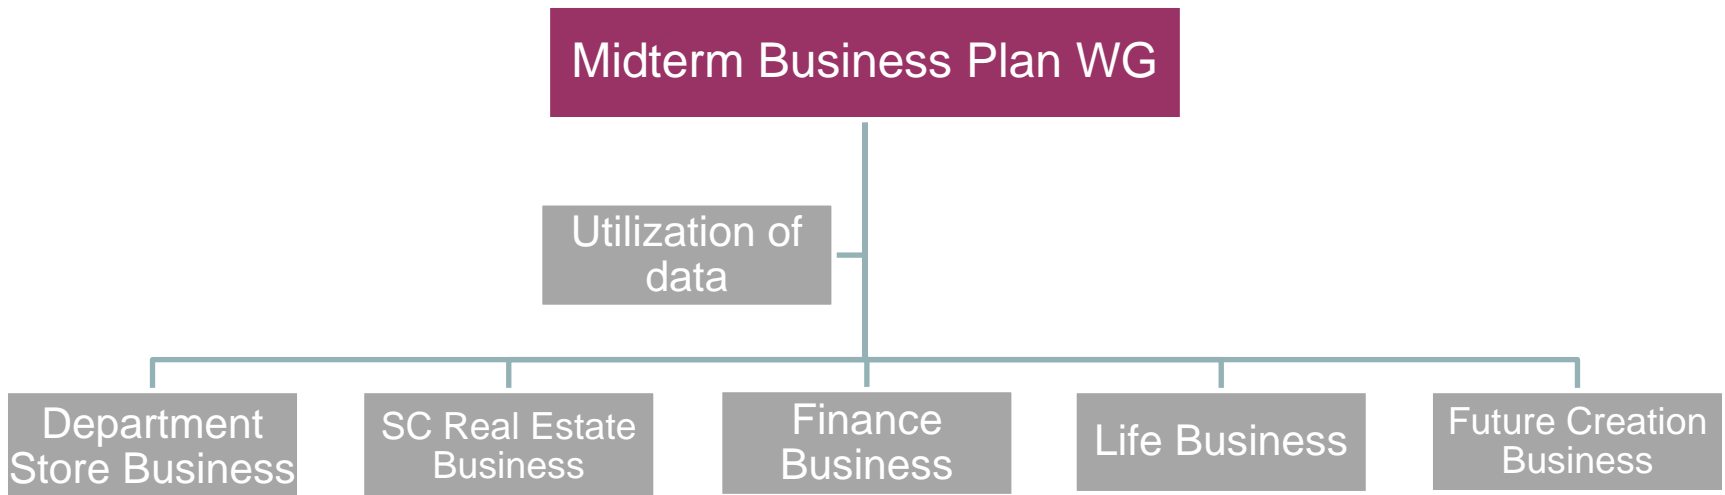 Midterm Business Plan WG
Utilization of
data
Department
Store Business
SC Real Estate
Business
Finance
Business
Life Business
Future Creation
Business